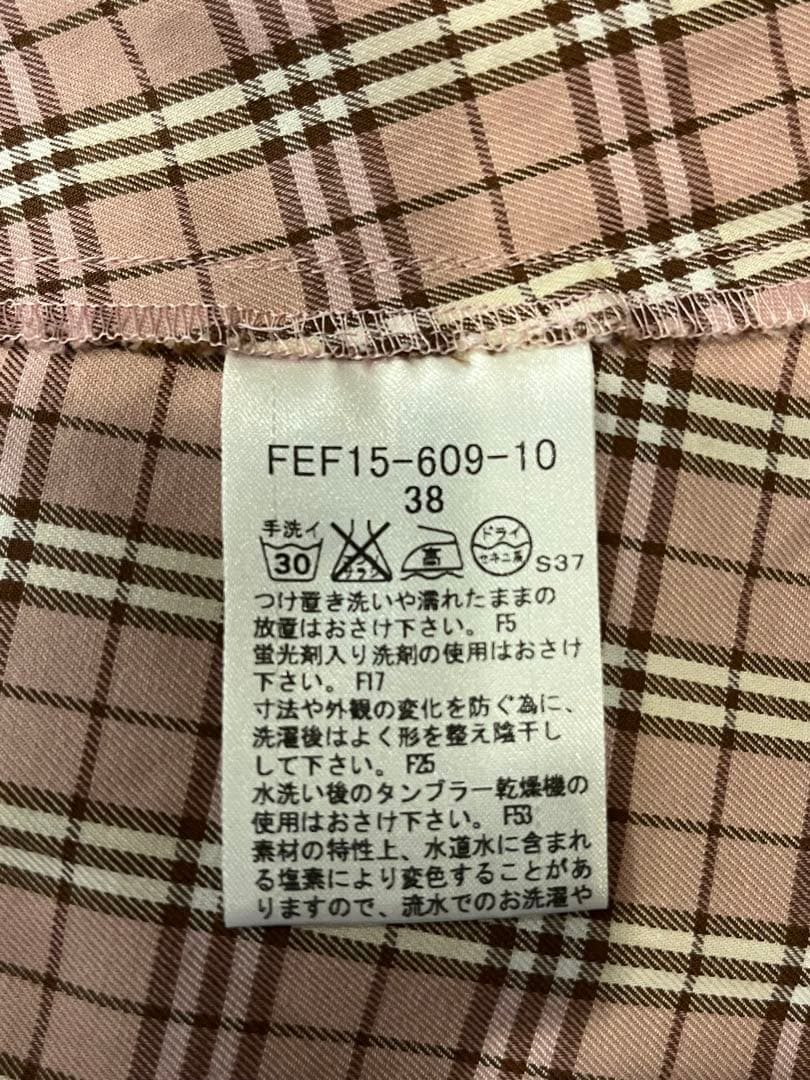 FEF15-609-10
38
手洗イ
30
エンソ
サラシ
高
ドライ
セキユ系
S37
つけ置き洗いや濡れたままの
放置はおさけ下さい。 F5
蛍光剤入り洗剤の使用はおさけ
下さい。 F17
寸法や外観の変化を防ぐ為に、
洗濯後はよく形を整え陰干し
して下さい。 F25
水洗い後のタンブラー乾燥機の
使用はおさけ下さい。 F53
素材の特性上、水道水に含まれ
る塩素により変色することがあ
りますので、流水でのお洗濯や